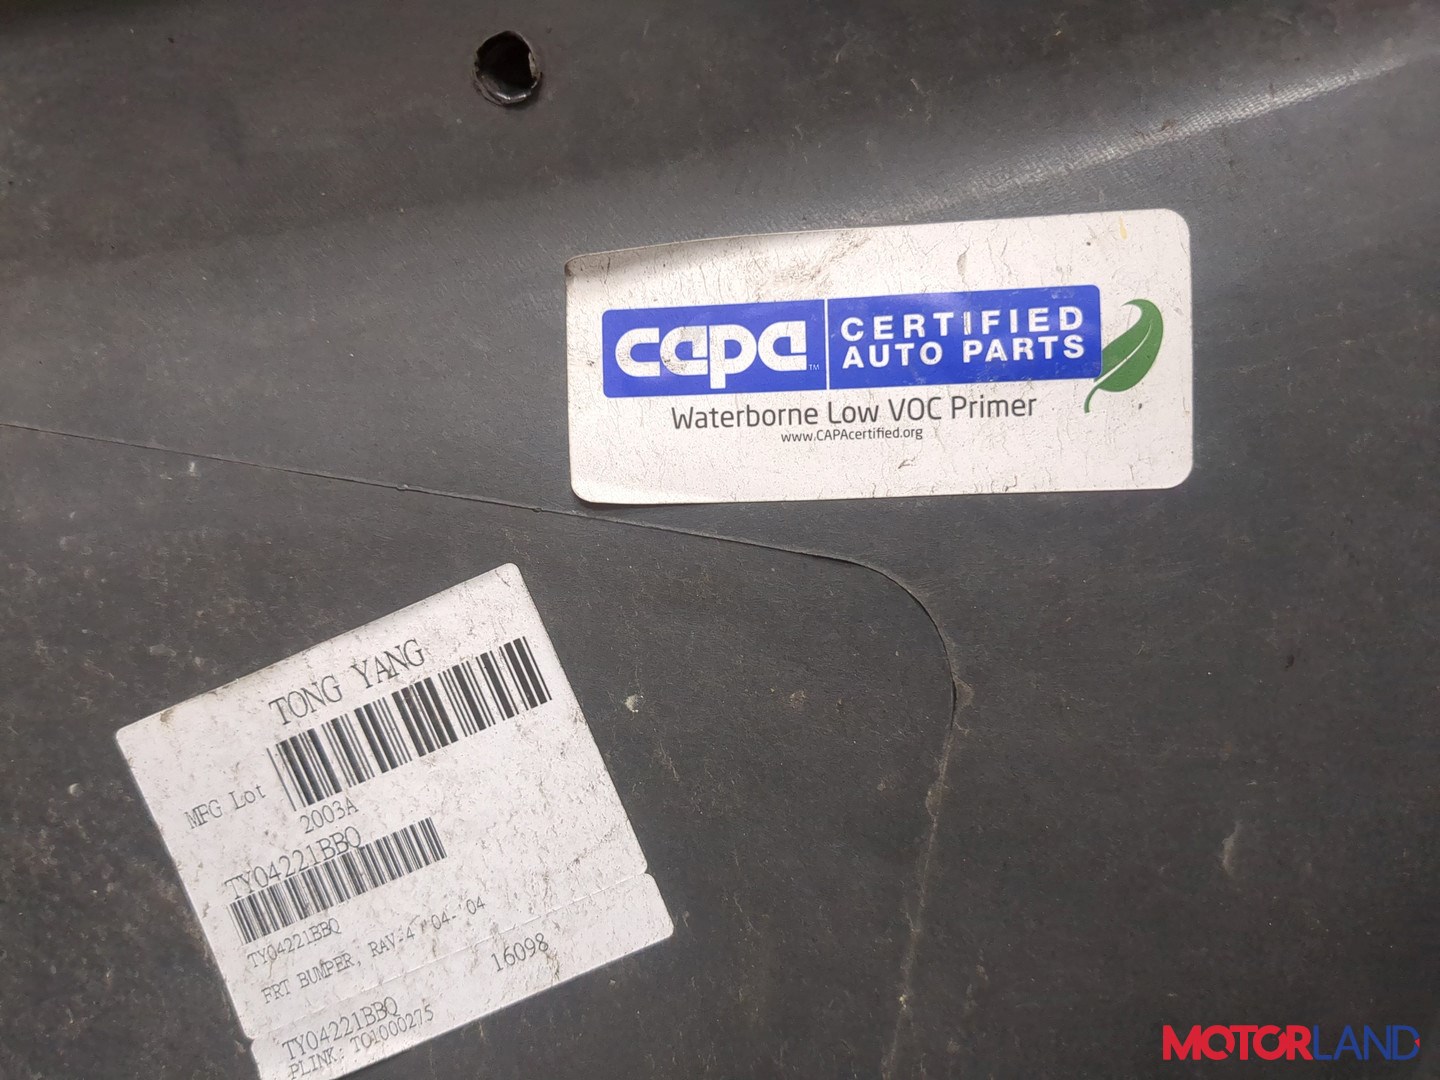 capa™ CERTIFIED
AUTO PARTS
Waterborne Low VOC Primer
www.CAPAcertified.org
TONG YANG
MFG Lot
2003A
TY04221BBQ
TY04221BBQ
FRT BUMPER, RAV-4 '04-'04
16098
TY04221BBQ
PLINK: TO1000275
MOTORLAND